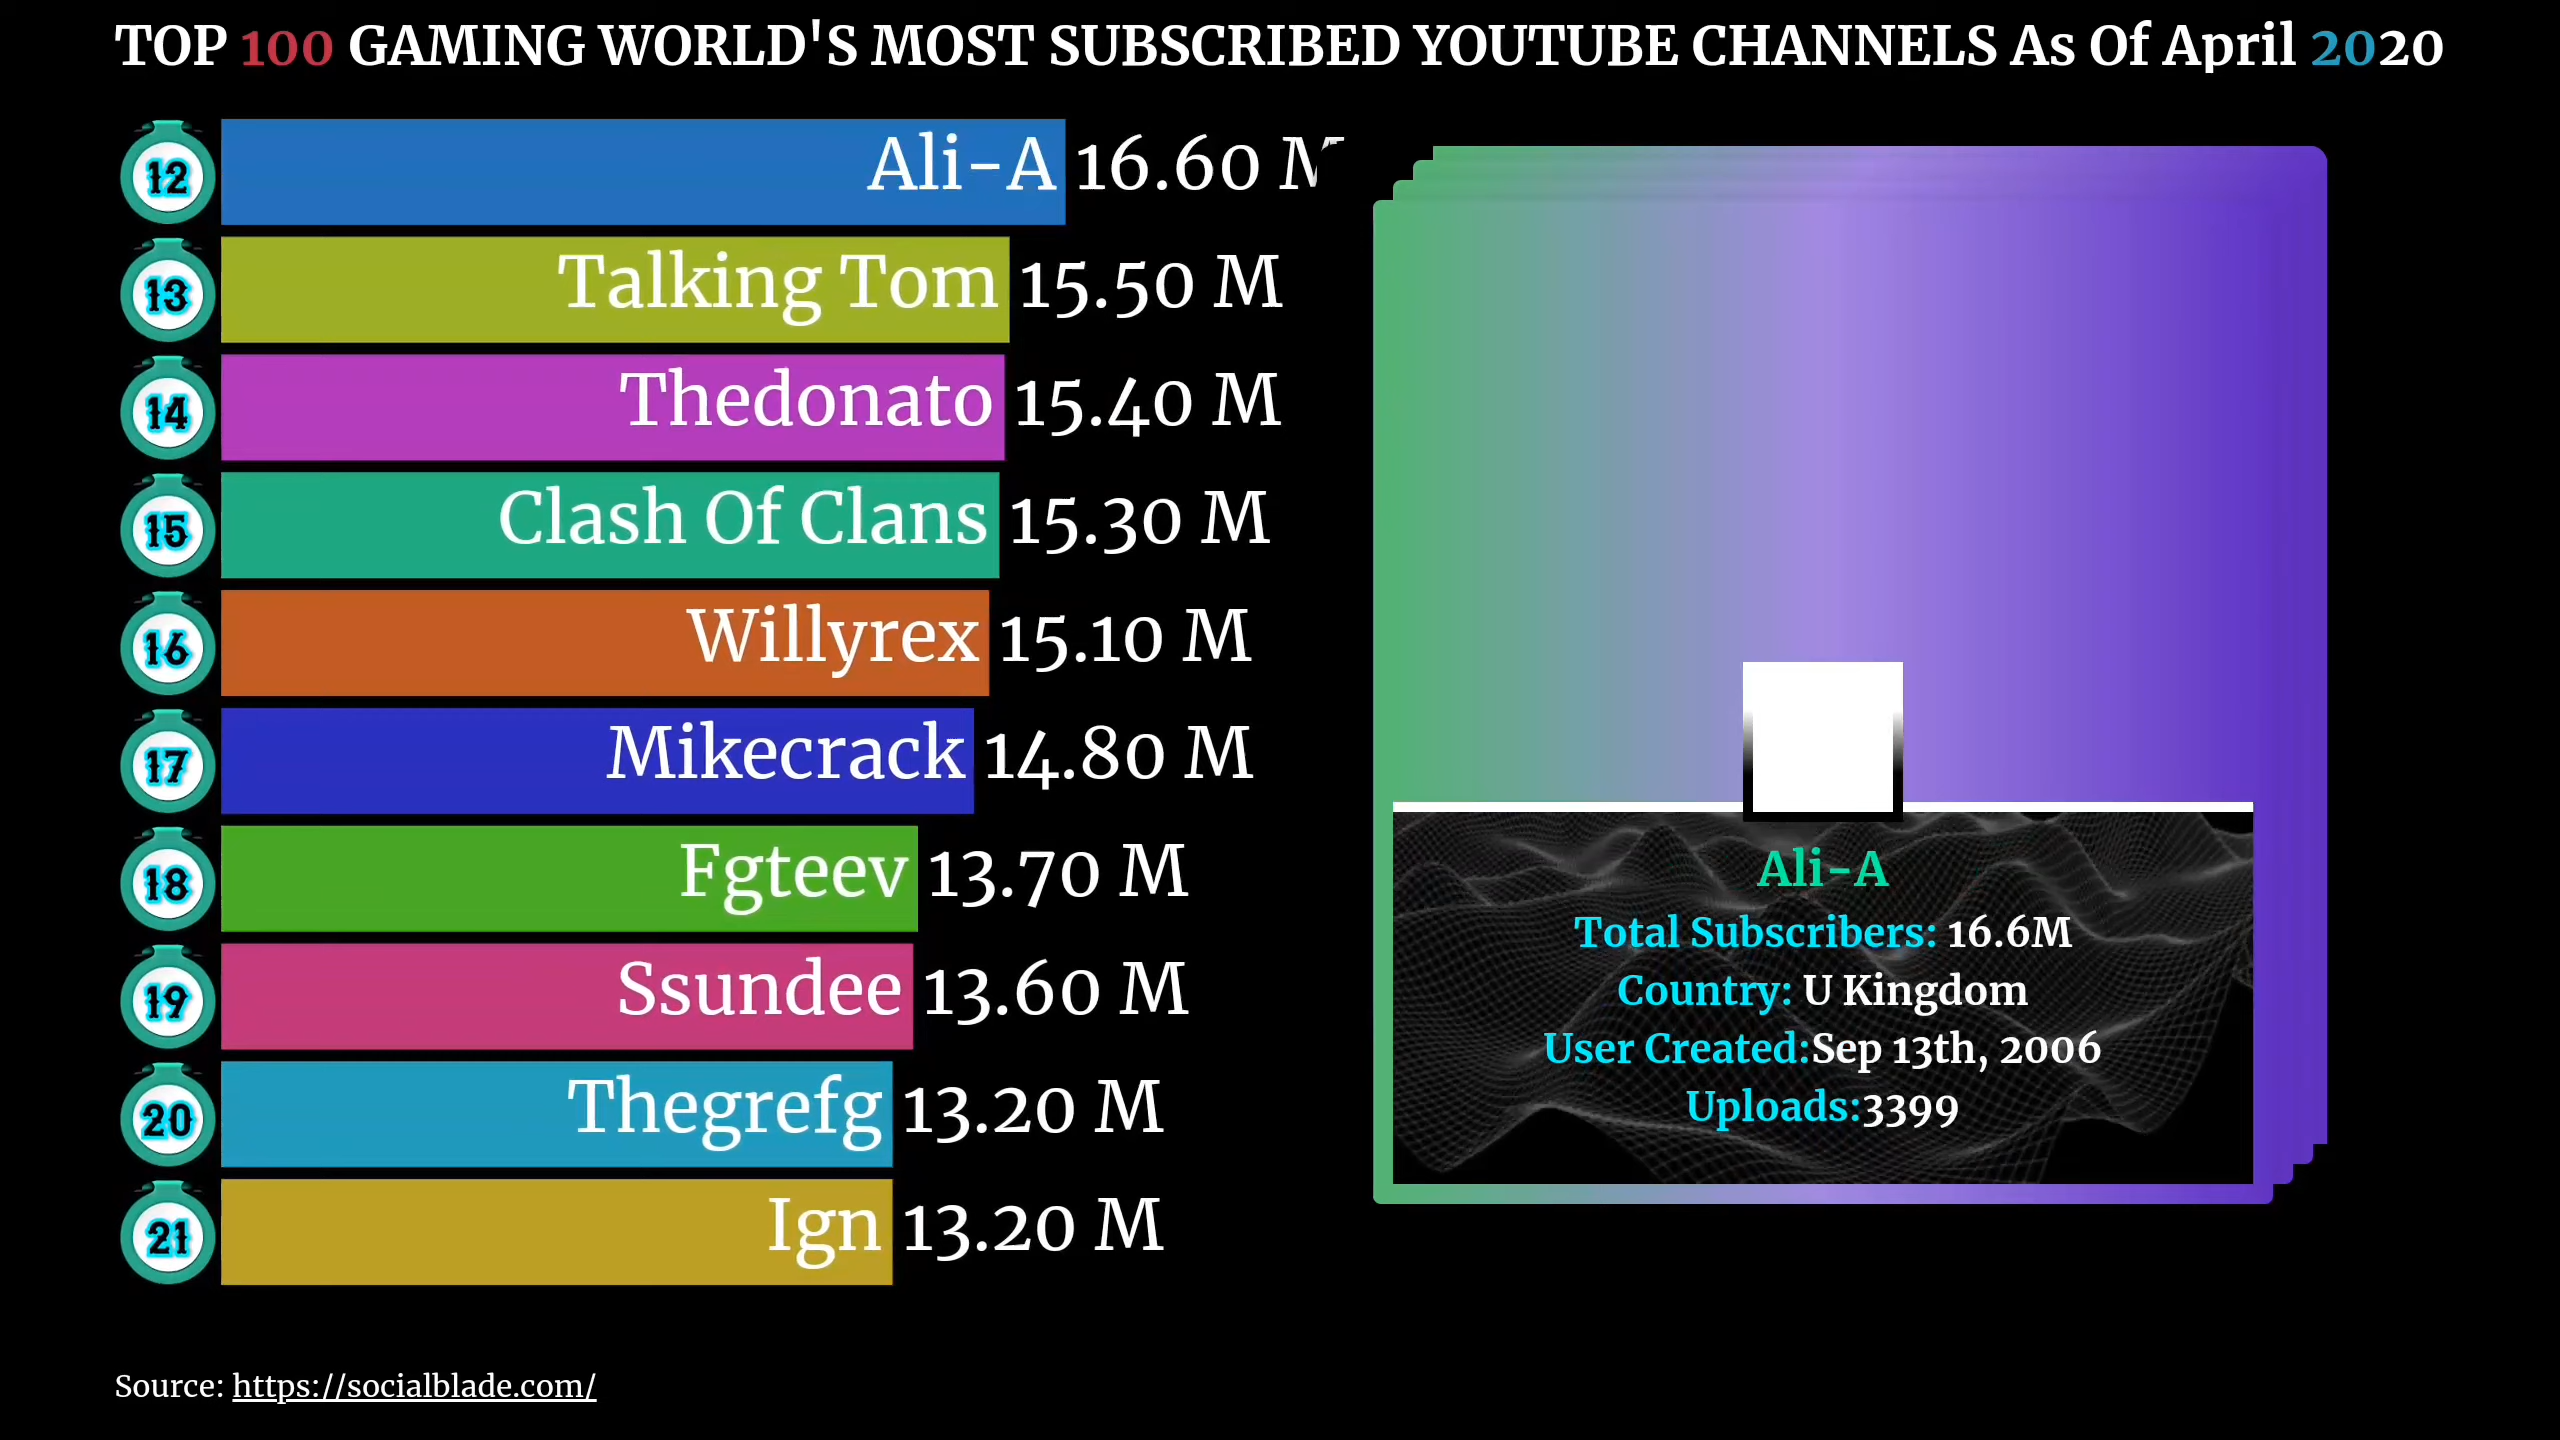 TOP 100 GAMING WORLD'S MOST SUBSCRIBED YOUTUBE CHANNELS As Of April 2020
12 Ali-A 16.60 M
13 Talking Tom 15.50 M
14 Thedonato 15.40 M
15 Clash Of Clans 15.30 M
16 Willyrex 15.10 M
17 Mikecrack 14.80 M
18 Fgteev 13.70 M
19 Ssundee 13.60 M
20 Thegrefg 13.20 M
21 Ign 13.20 M
Ali-A
Total Subscribers: 16.6M
Country: U Kingdom
User Created:Sep 13th, 2006
Uploads:3399
Source: https://socialblade.com/